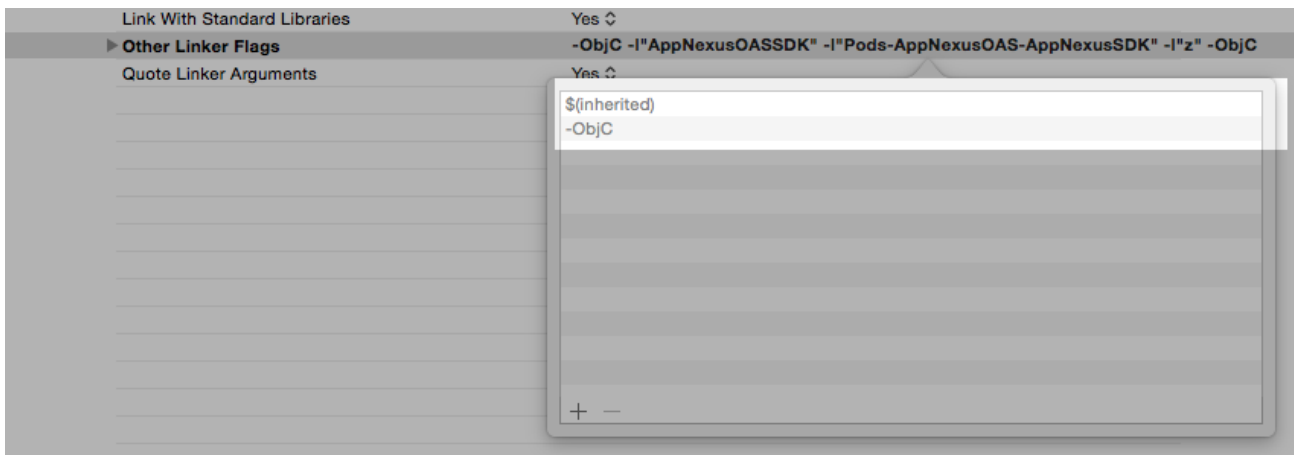 Link With Standard Libraries Yes
Other Linker Flags -ObjC -l"AppNexusOASSDK" -l"Pods-AppNexusOAS-AppNexusSDK" -l"z" -ObjC
Quote Linker Arguments Yes
$(inherited)
-ObjC